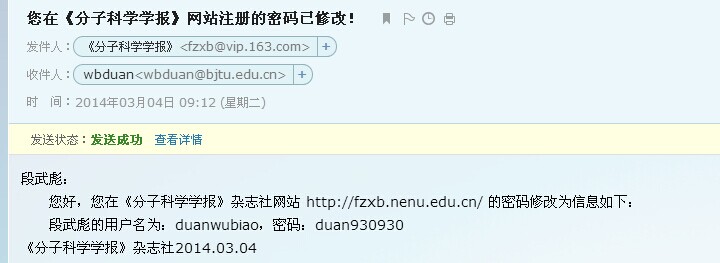 您在《分子科学学报》网站注册的密码已修改！
发件人：《分子科学学报》<fzxb@vip.163.com> +
收件人：wbduan<wbduan@bjtu.edu.cn> +
时 间：2014年03月04日 09:12 (星期二)
发送状态：发送成功 查看详情
段武彪：
您好，您在《分子科学学报》杂志社网站 http://fzxb.nenu.edu.cn/ 的密码修改为信息如下：
段武彪的用户名为：duanwubiao，密码：duan930930
《分子科学学报》杂志社2014.03.04